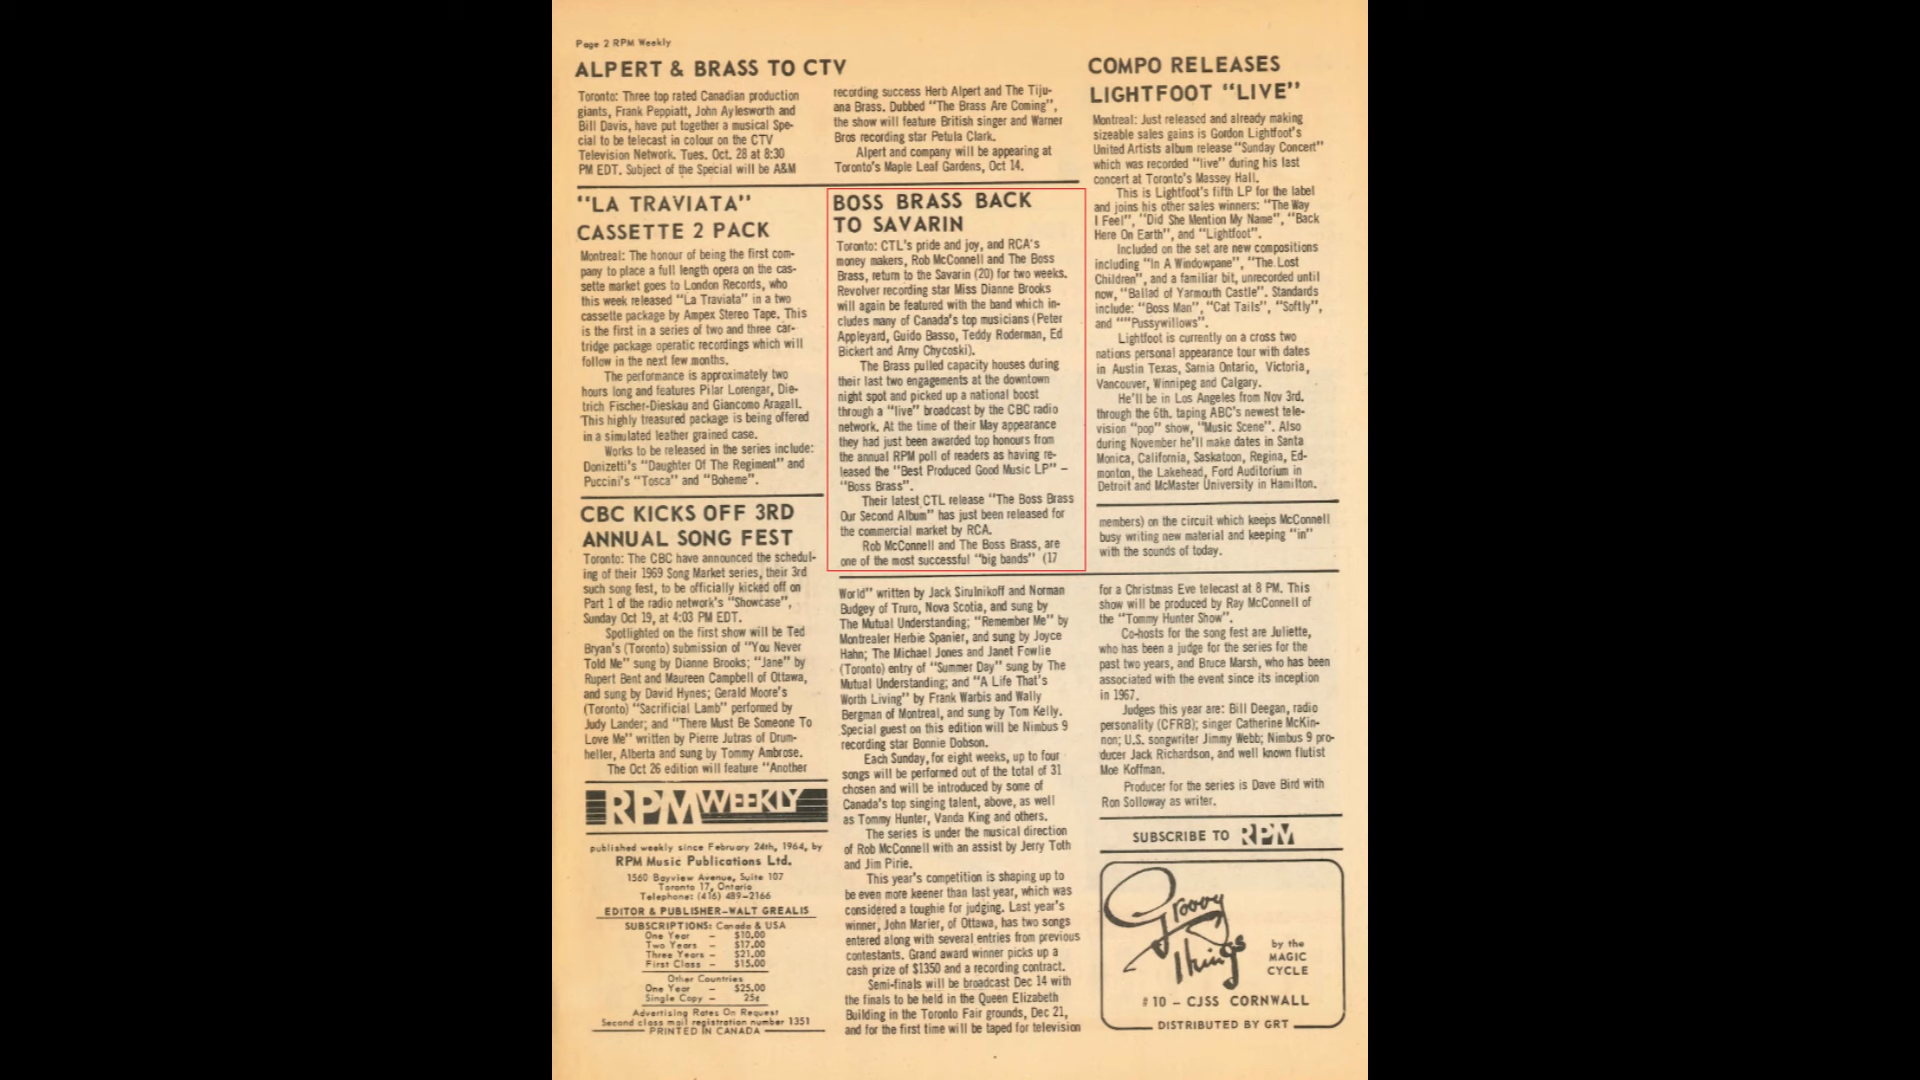 Page 2 RPM Weekly
ALPERT & BRASS TO CTV
Toronto: Three top rated Canadian production
giants, Frank Peppiatt, John Aylesworth and
Bill Davis, have put together a musical Spe-
cial to be telecast in colour on the CTV
Television Network. Tues. Oct. 28 at 8:30
PM EDT. Subject of the Special will be A&M
recording success Herb Alpert and The Tiju-
ana Brass. Dubbed "The Brass Are Coming",
the show will feature British singer and Warner
Bros recording star Petula Clark.
Alpert and company will be appearing at
Toronto's Maple Leaf Gardens, Oct 14.
"LA TRAVIATA"
CASSETTE 2 PACK
Montreal: The honour of being the first com-
pany to place a full length opera on the cas-
sette market goes to London Records, who
this week released "La Traviata" in a two
cassette package by Ampex Stereo Tape. This
is the first in a series of two and three car-
tridge package operatic recordings which will
follow in the next few months.
The performance is approximately two
hours long and features Pilar Lorengar, Die-
trich Fischer-Dieskau and Giancomo Aragall.
This highly treasured package is being offered
in a simulated leather grained case.
Works to be released in the series include:
Donizetti's "Daughter Of The Regiment" and
Puccini's "Tosca" and "Boheme".
CBC KICKS OFF 3RD
ANNUAL SONG FEST
Toronto: The CBC have announced the schedul-
ing of their 1969 Song Market series, their 3rd
such song fest, to be officially kicked off on
Part 1 of the radio network's "Showcase",
Sunday Oct 19, at 4:03 PM EDT.
Spotlighted on the first show will be Ted
Bryan's (Toronto) submission of "You Never
Told Me" sung by Dianne Brooks; "Jane" by
Rupert Bent and Maureen Campbell of Ottawa,
and sung by David Hynes; Gerald Moore's
(Toronto) "Sacrificial Lamb" performed by
Judy Lander; and "There Must Be Someone To
Love Me" written by Pierre Jutras of Drum-
heller, Alberta and sung by Tommy Ambrose.
The Oct 26 edition will feature "Another
RPM WEEKLY
published weekly since February 24th, 1964, by
RPM Music Publications Ltd.
1560 Bayview Avenue, Suite 107
Toronto 17, Ontario
Telephone: (416) 489-2166
EDITOR & PUBLISHER-WALT GREALIS
SUBSCRIPTIONS: Canada & USA
One Year - $10.00
Two Years - $17.00
Three Years - $21.00
First Class - $15.00
Other Countries
One Year - $25.00
Single Copy - 25¢
Advertising Rates On Request
Second class mail registration number 1351
PRINTED IN CANADA
BOSS BRASS BACK
TO SAVARIN
Toronto: CTL's pride and joy, and RCA's
money makers, Rob McConnell and The Boss
Brass, return to the Savarin (20) for two weeks.
Revolver recording star Miss Dianne Brooks
will again be featured with the band which in-
cludes many of Canada's top musicians (Peter
Appleyard, Guido Basso, Teddy Roderman, Ed
Bickert and Arny Chycoski).
The Brass pulled capacity houses during
their last two engagements at the downtown
night spot and picked up a national boost
through a "live" broadcast by the CBC radio
network. At the time of their May appearance
they had just been awarded top honours from
the annual RPM poll of readers as having re-
leased the "Best Produced Good Music LP" -
"Boss Brass".
Their latest CTL release "The Boss Brass
Our Second Album" has just been released for
the commercial market by RCA.
Rob McConnell and The Boss Brass, are
one of the most successful "big bands" (17
members) on the circuit which keeps McConnell
busy writing new material and keeping "in"
with the sounds of today.
World" written by Jack Sirulnikoff and Norman
Budgey of Truro, Nova Scotia, and sung by
The Mutual Understanding; "Remember Me" by
Montrealer Herbie Spanier, and sung by Joyce
Hahn; The Michael Jones and Janet Fowlie
(Toronto) entry of "Summer Day" sung by The
Mutual Understanding; and "A Life That's
Worth Living" by Frank Warbis and Wally
Bergman of Montreal, and sung by Tom Kelly.
Special guest on this edition will be Nimbus 9
recording star Bonnie Dobson.
Each Sunday, for eight weeks, up to four
songs will be performed out of the total of 31
chosen and will be introduced by some of
Canada's top singing talent, above, as well
as Tommy Hunter, Vanda King and others.
The series is under the musical direction
of Rob McConnell with an assist by Jerry Toth
and Jim Pirie.
This year's competition is shaping up to
be even more keener than last year, which was
considered a toughie for judging. Last year's
winner, John Marier, of Ottawa, has two songs
entered along with several entries from previous
contestants. Grand award winner picks up a
cash prize of $1350 and a recording contract.
Semi-finals will be broadcast Dec 14 with
the finals to be held in the Queen Elizabeth
Building in the Toronto Fair grounds, Dec 21,
and for the first time will be taped for television
for a Christmas Eve telecast at 8 PM. This
show will be produced by Ray McConnell of
the "Tommy Hunter Show".
Co-hosts for the song fest are Juliette,
who has been a judge for the series for the
past two years, and Bruce Marsh, who has been
associated with the event since its inception
in 1967.
Judges this year are: Bill Deegan, radio
personality (CFRB); singer Catherine McKin-
non; U.S. songwriter Jimmy Webb; Nimbus 9 pro-
ducer Jack Richardson, and well known flutist
Moe Koffman.
Producer for the series is Dave Bird with
Ron Solloway as writer.
COMPO RELEASES
LIGHTFOOT "LIVE"
Montreal: Just released and already making
sizeable sales gains is Gordon Lightfoot's
United Artists album release "Sunday Concert"
which was recorded "live" during his last
concert at Toronto's Massey Hall.
This is Lightfoot's fifth LP for the label
and joins his other sales winners: "The Way
I Feel", "Did She Mention My Name", "Back
Here On Earth", and "Lightfoot".
Included on the set are new compositions
including "In A Windowpane", "The Lost
Children", and a familiar bit, unrecorded until
now, "Ballad of Yarmouth Castle". Standards
include: "Boss Man", "Cat Tails", "Softly",
and ""Pussywillows".
Lightfoot is currently on a cross two
nations personal appearance tour with dates
in Austin Texas, Sarnia Ontario, Victoria,
Vancouver, Winnipeg and Calgary.
He'll be in Los Angeles from Nov 3rd.
through the 6th. taping ABC's newest tele-
vision "pop" show, "Music Scene". Also
during November he'll make dates in Santa
Monica, California, Saskatoon, Regina, Ed-
monton, the Lakehead, Ford Auditorium in
Detroit and McMaster University in Hamilton.
SUBSCRIBE TO RPM
Groovy
Things
by the
MAGIC
CYCLE
#10 - CJSS CORNWALL
DISTRIBUTED BY GRT